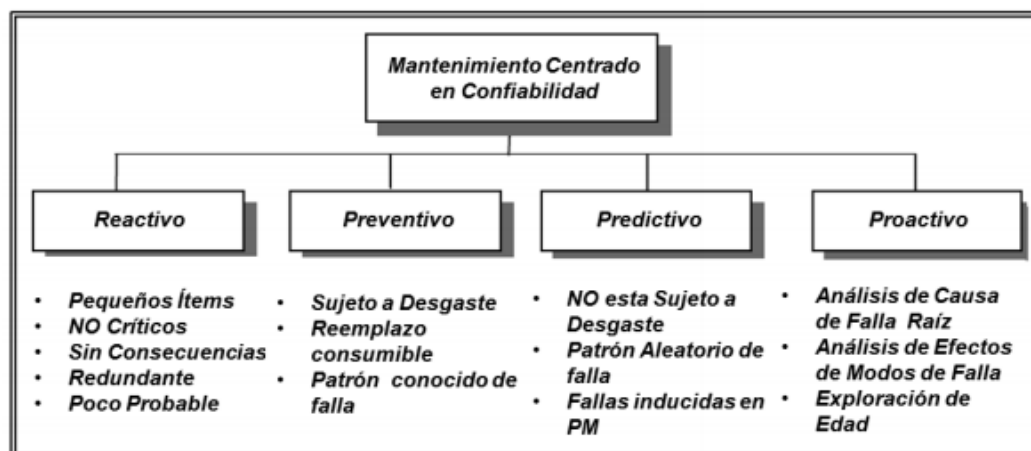 Mantenimiento Centrado
en Confiabilidad
Reactivo
Preventivo
Predictivo
Proactivo
• Pequeños Ítems
• NO Críticos
• Sin Consecuencias
• Redundante
• Poco Probable
• Sujeto a Desgaste
• Reemplazo
consumible
• Patrón conocido de
falla
• NO esta Sujeto a
Desgaste
• Patrón Aleatorio de
falla
• Fallas inducidas en
PM
• Análisis de Causa
de Falla Raíz
• Análisis de Efectos
de Modos de Falla
• Exploración de
Edad